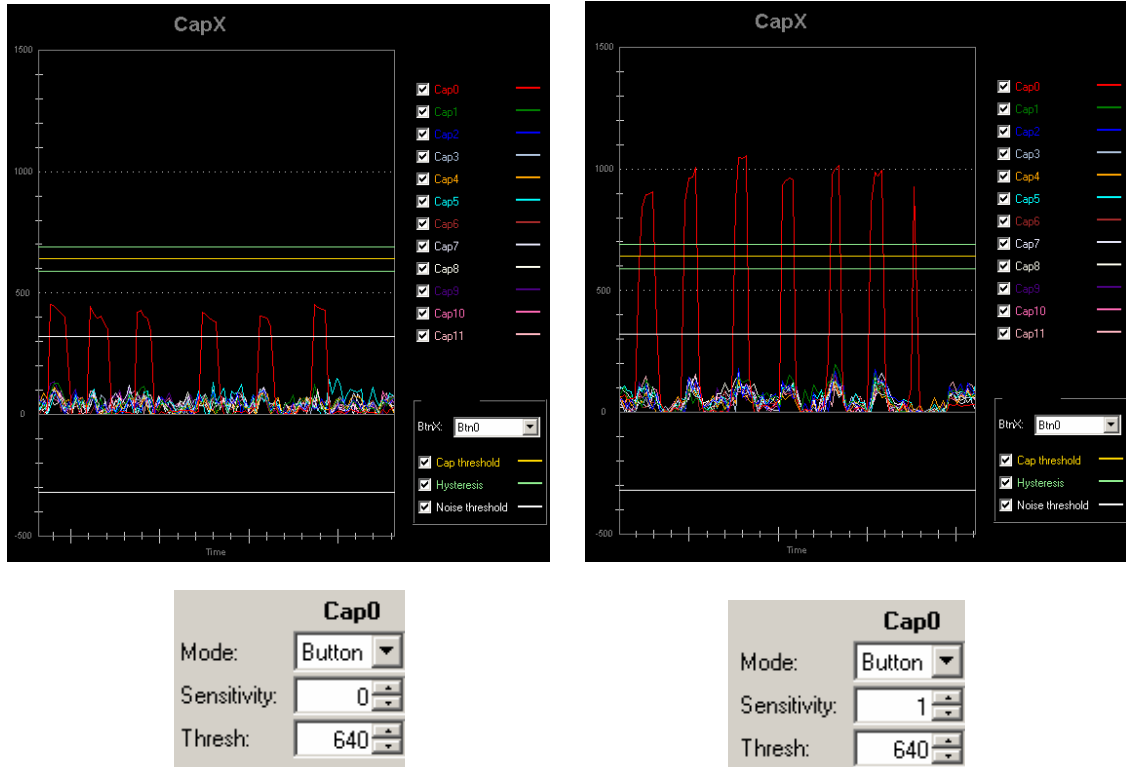 CapX
1500
1000
500
0
-500
Time
Cap0
Cap1
Cap2
Cap3
Cap4
Cap5
Cap6
Cap7
Cap8
Cap9
Cap10
Cap11
BtnX: Btn0
Cap threshold
Hysteresis
Noise threshold
CapX
1500
1000
500
0
-500
Time
Cap0
Cap1
Cap2
Cap3
Cap4
Cap5
Cap6
Cap7
Cap8
Cap9
Cap10
Cap11
BtnX: Btn0
Cap threshold
Hysteresis
Noise threshold
Cap0
Mode: Button
Sensitivity: 0
Thresh: 640
Cap0
Mode: Button
Sensitivity: 1
Thresh: 640